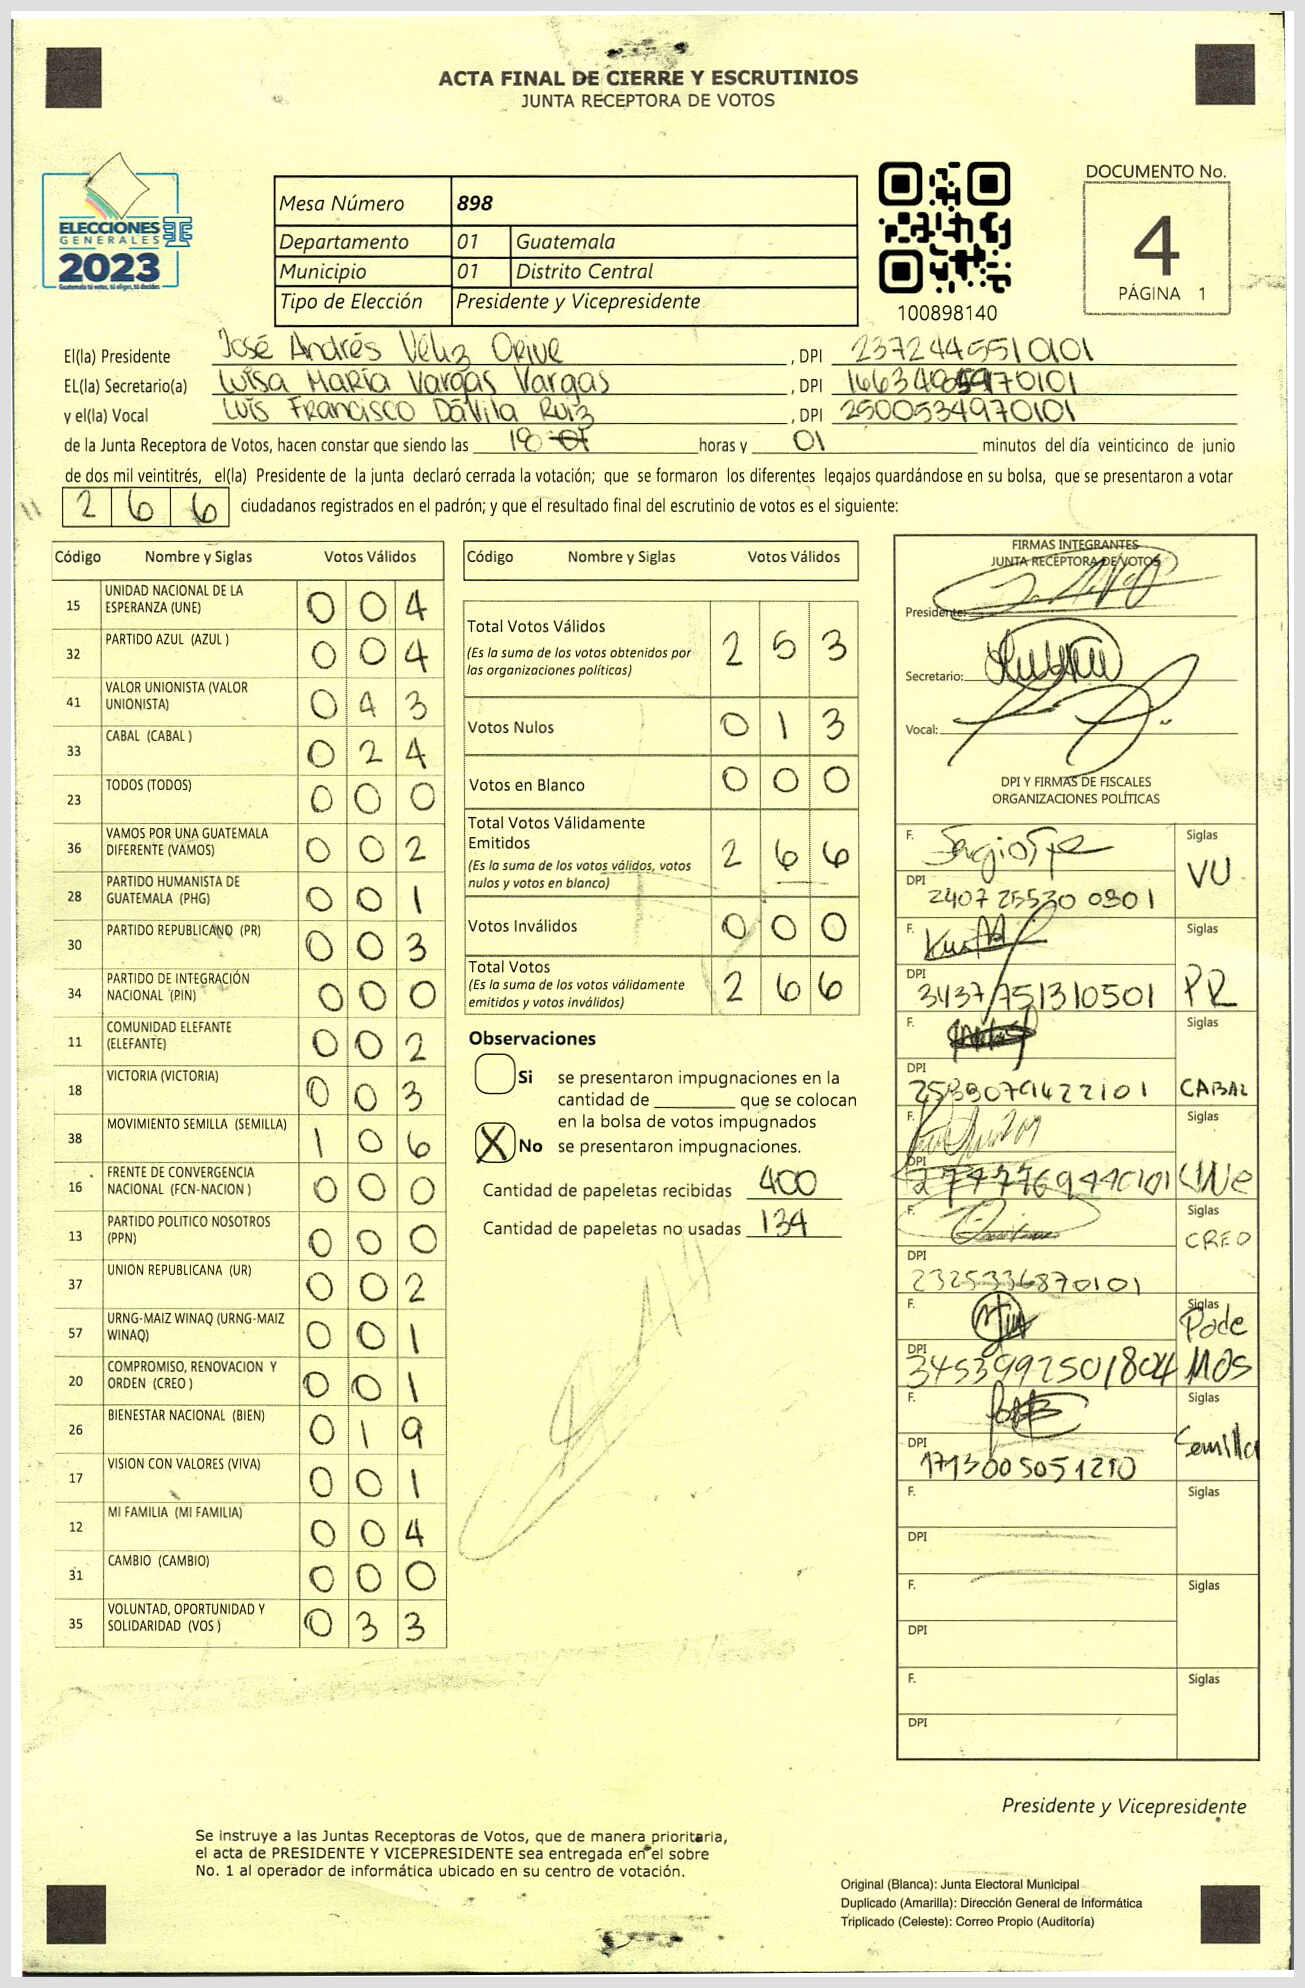 ACTA FINAL DE CIERRE Y ESCRUTINIOS
JUNTA RECEPTORA DE VOTOS
ELECCIONES
GENERALES
2023
Guatemala tú votas, tú eliges, tú decides.
Mesa Número 898
Departamento 01 Guatemala
Municipio 01 Distrito Central
Tipo de Elección Presidente y Vicepresidente
100898140
DOCUMENTO No.
4
PÁGINA 1
El(la) Presidente José Andrés Véliz Orive, DPI 2372445510101
EL(la) Secretario(a) Luisa María Vargas Vargas, DPI
y el(la) Vocal Luis Francisco Dávila Ruiz, DPI 2500534970101
de la Junta Receptora de Votos, hacen constar que siendo las 18 horas y 01 minutos del día veinticinco de junio
de dos mil veintitrés, el(la) Presidente de la junta declaró cerrada la votación; que se formaron los diferentes legajos guardándose en su bolsa, que se presentaron a votar
2 6 6 ciudadanos registrados en el padrón; y que el resultado final del escrutinio de votos es el siguiente:
Código Nombre y Siglas Votos Válidos
15 UNIDAD NACIONAL DE LA ESPERANZA (UNE) 0 0 4
32 PARTIDO AZUL (AZUL ) 0 0 4
41 VALOR UNIONISTA (VALOR UNIONISTA) 0 4 3
33 CABAL (CABAL ) 0 2 4
23 TODOS (TODOS) 0 0 0
36 VAMOS POR UNA GUATEMALA DIFERENTE (VAMOS) 0 0 2
28 PARTIDO HUMANISTA DE GUATEMALA (PHG) 0 0 1
30 PARTIDO REPUBLICANO (PR) 0 0 3
34 PARTIDO DE INTEGRACIÓN NACIONAL (PIN) 0 0 0
11 COMUNIDAD ELEFANTE (ELEFANTE) 0 0 2
18 VICTORIA (VICTORIA) 0 0 3
38 MOVIMIENTO SEMILLA (SEMILLA) 1 0 6
16 FRENTE DE CONVERGENCIA NACIONAL (FCN-NACION ) 0 0 0
13 PARTIDO POLITICO NOSOTROS (PPN) 0 0 0
37 UNION REPUBLICANA (UR) 0 0 2
57 URNG-MAIZ WINAQ (URNG-MAIZ WINAQ) 0 0 1
20 COMPROMISO, RENOVACION Y ORDEN (CREO ) 0 0 1
26 BIENESTAR NACIONAL (BIEN) 0 1 9
17 VISION CON VALORES (VIVA) 0 0 1
12 MI FAMILIA (MI FAMILIA) 0 0 4
31 CAMBIO (CAMBIO) 0 0 0
35 VOLUNTAD, OPORTUNIDAD Y SOLIDARIDAD (VOS ) 0 3 3
Código Nombre y Siglas Votos Válidos
Total Votos Válidos 2 5 3
(Es la suma de los votos obtenidos por
las organizaciones políticas)
Votos Nulos 0 1 3
Votos en Blanco 0 0 0
Total Votos Válidamente
Emitidos 2 6 6
(Es la suma de los votos válidos, votos
nulos y votos en blanco)
Votos Inválidos 0 0 0
Total Votos 2 6 6
(Es la suma de los votos válidamente
emitidos y votos inválidos)
Observaciones
Si se presentaron impugnaciones en la
cantidad de ________ que se colocan
en la bolsa de votos impugnados
X No se presentaron impugnaciones.
Cantidad de papeletas recibidas 400
Cantidad de papeletas no usadas 134
FIRMAS INTEGRANTES
JUNTA RECEPTORA DE VOTOS
Presidente:
Secretario:
Vocal:
DPI Y FIRMAS DE FISCALES
ORGANIZACIONES POLÍTICAS
F. Siglas VU
DPI 2407 25530 0301
F. Siglas PR
DPI 3437751310501
F. Siglas CABAL
DPI
F. Siglas UNe
DPI 2747769440101
F. Siglas CREO
DPI 2325336870101
F. Siglas PodeMOS
DPI 3453992501804
F. Siglas Semilla
DPI 1713005051210
F. Siglas
DPI
F. Siglas
DPI
F. Siglas
DPI
Presidente y Vicepresidente
Se instruye a las Juntas Receptoras de Votos, que de manera prioritaria,
el acta de PRESIDENTE Y VICEPRESIDENTE sea entregada en el sobre
No. 1 al operador de informática ubicado en su centro de votación.
Original (Blanca): Junta Electoral Municipal
Duplicado (Amarilla): Dirección General de Informática
Triplicado (Celeste): Correo Propio (Auditoría)